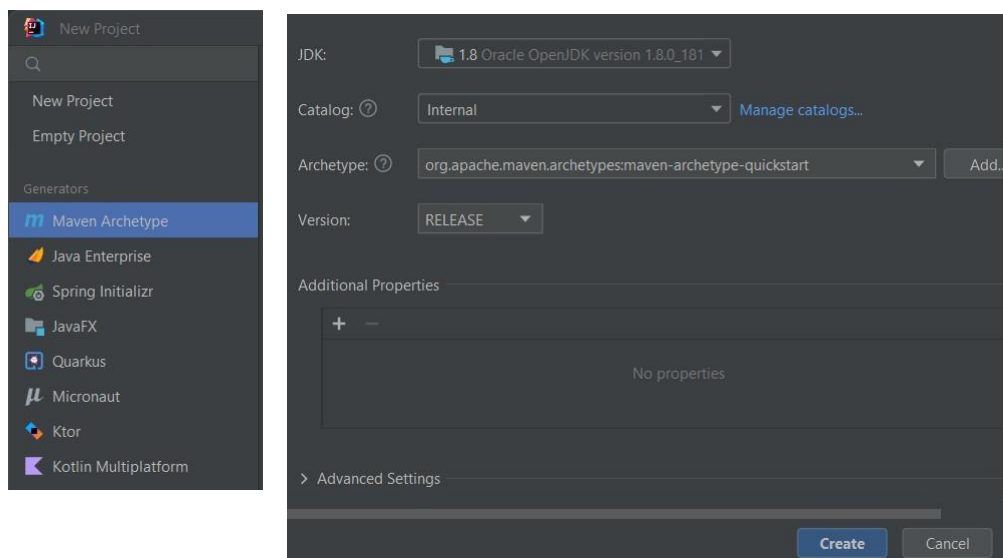 New Project
New Project
Empty Project
Generators
Maven Archetype
Java Enterprise
Spring Initializr
JavaFX
Quarkus
Micronaut
Ktor
Kotlin Multiplatform
JDK: 1.8 Oracle OpenJDK version 1.8.0_181
Catalog: Internal Manage catalogs...
Archetype: org.apache.maven.archetypes:maven-archetype-quickstart Add..
Version: RELEASE
Additional Properties
No properties
Advanced Settings
Create Cancel